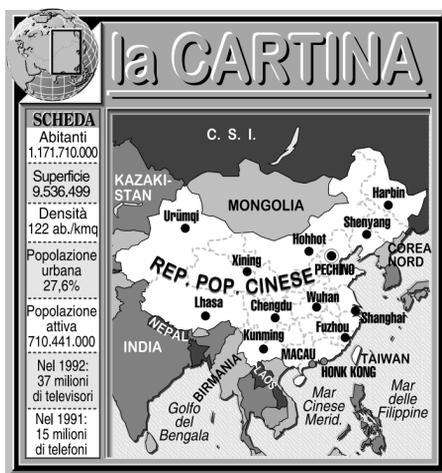 la CARTINA
SCHEDA
Abitanti
1.171.710.000
Superficie
9.536.499
Densità
122 ab./kmq
Popolazione
urbana
27,6%
Popolazione
attiva
710.441.000
Nel 1992:
37 milioni
di televisori
Nel 1991:
15 milioni
di telefoni
C. S. I.
KAZAKI-
STAN
MONGOLIA
Harbin
Urümqi
Shenyang
Hohhot
COREA
NORD
Xining
PECHINO
REP. POP. CINESE
Lhasa
Chengdu
Wuhan
Shanghai
NEPAL
Kunming
Fuzhou
INDIA
MACAU
TÀIWAN
HONK KONG
BIRMANIA
LAOS
Golfo
del
Bengala
Mar
Cinese
Merid.
Mar
delle
Filippine